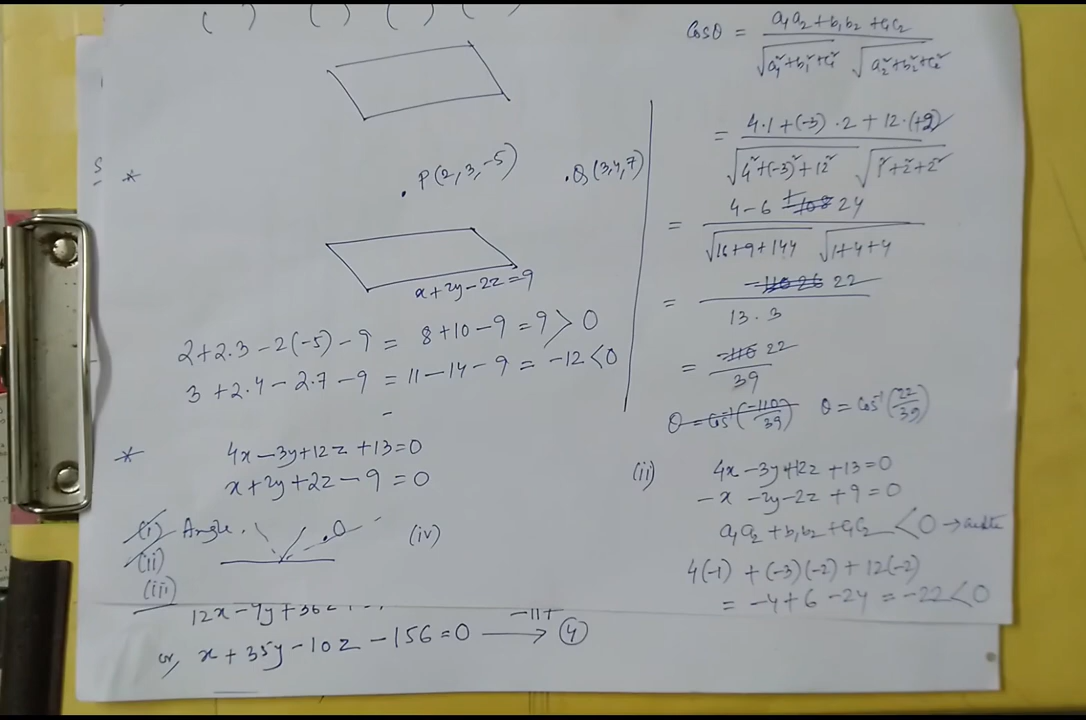 ( ) ( ) ( ) ( )
* P(2, 3, -5) Q(3, 4, 7)
x + 2y - 2z = 9
2 + 2.3 - 2(-5) - 9 = 8 + 10 - 9 = 9 > 0
3 + 2.4 - 2.7 - 9 = 11 - 14 - 9 = -12 < 0
* 4x - 3y + 12z + 13 = 0
x + 2y + 2z - 9 = 0
(i) Angle. O (iv)
(ii)
(iii)
or, x + 35y - 10z - 156 = 0 → ④
Cosθ = a₁a₂ + b₁b₂ + c₁c₂ / √a₁² + b₁² + c₁² √a₂² + b₂² + c₂²
= 4.1 + (-3).2 + 12.(+2) / √4² + (-3)² + 12² √1² + 2² + 2²
= 4 - 6 + 24 / √16 + 9 + 144 √1 + 4 + 4
= 22 / 13.3
= 22 / 39
θ = Cos⁻¹(-110/39) θ = Cos⁻¹(22/39)
(ii) 4x - 3y + 12z + 13 = 0
-x - 2y - 2z + 9 = 0
a₁a₂ + b₁b₂ + c₁c₂ < 0 →
4(-1) + (-3)(-2) + 12(-2)
= -4 + 6 - 24 = -22 < 0